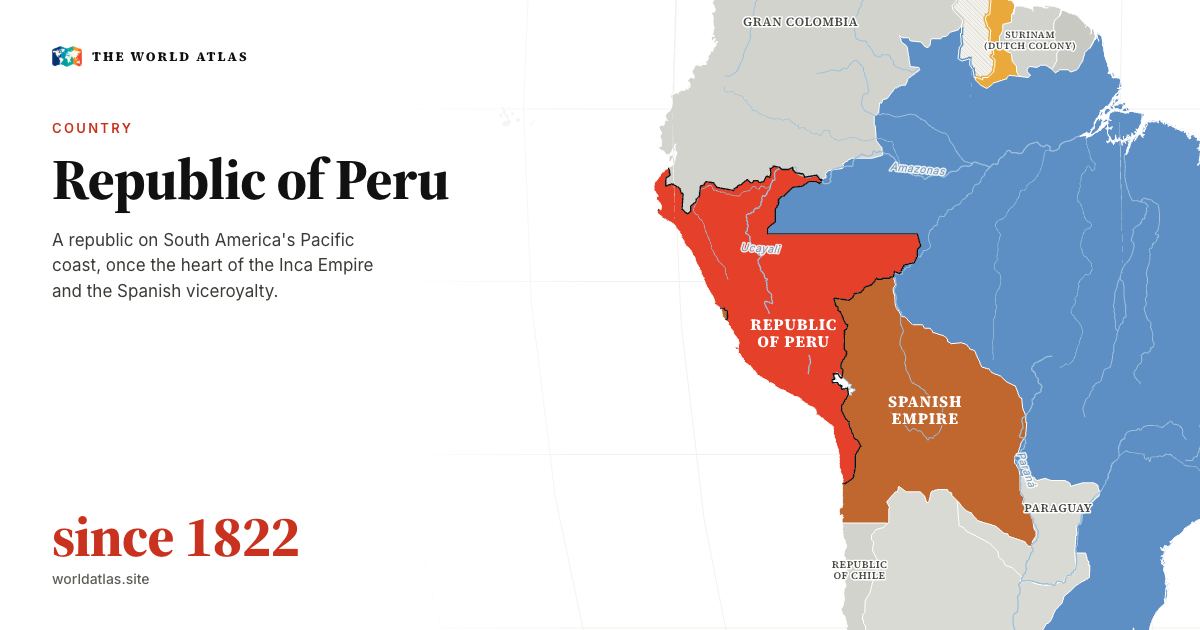 THE WORLD ATLAS
COUNTRY
Republic of Peru
A republic on South America's Pacific
coast, once the heart of the Inca Empire
and the Spanish viceroyalty.
since 1822
worldatlas.site
GRAN COLOMBIA
SURINAM
(DUTCH COLONY)
Amazonas
Ucayali
REPUBLIC
OF PERU
SPANISH
EMPIRE
Paraná
PARAGUAY
REPUBLIC
OF CHILE